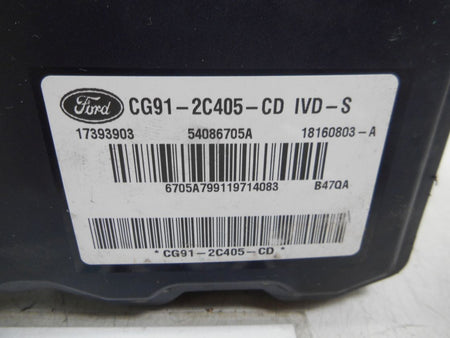 Ford CG91-2C405-CD IVD-S
17393903 54086705A 18160803-A
6705A799119714083 B47QA
* CG91-2C405-CD *